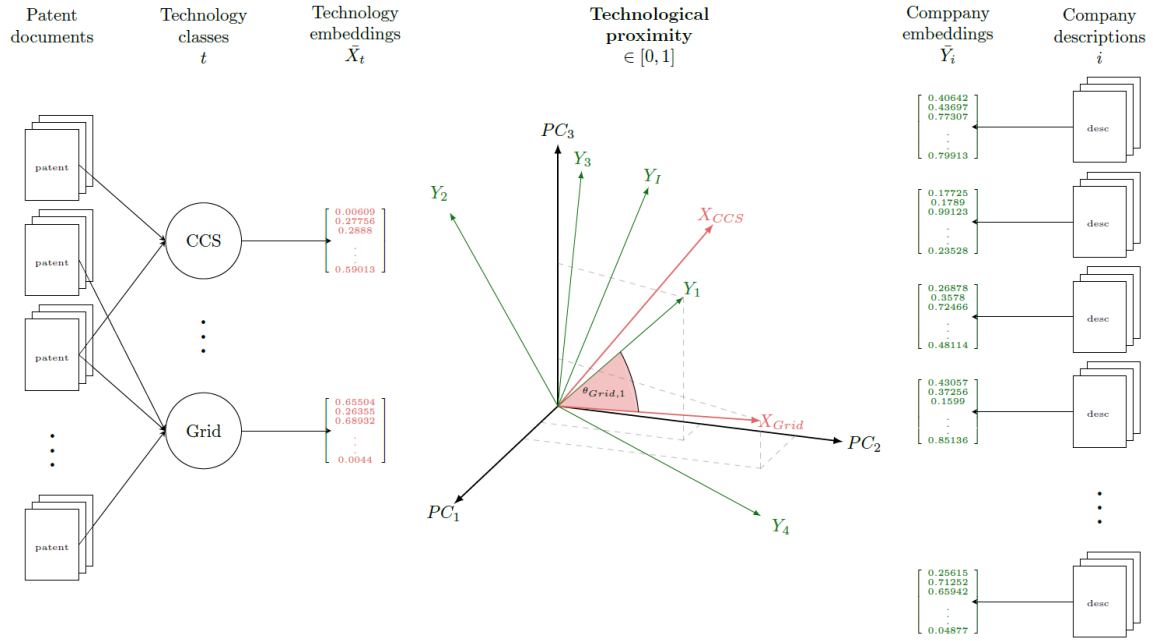 Patent
documents
Technology
classes
t
Technology
embeddings
X̄_t
Technological
proximity
∈ [0, 1]
Comppany
embeddings
Ȳ_i
Company
descriptions
i
patent
patent
patent
patent
CCS
Grid
0.00609
0.27756
0.2888
0.59013
0.65504
0.26355
0.68932
0.0044
PC_3
Y_3
Y_I
Y_2
X_CCS
Y_1
θ_Grid,1
X_Grid
PC_2
PC_1
Y_4
0.40642
0.43697
0.77307
0.79913
desc
0.17725
0.1789
0.99123
0.23528
desc
0.26878
0.3578
0.72466
0.48114
desc
0.43057
0.37256
0.1599
0.85136
desc
0.25615
0.71252
0.65942
0.04877
desc